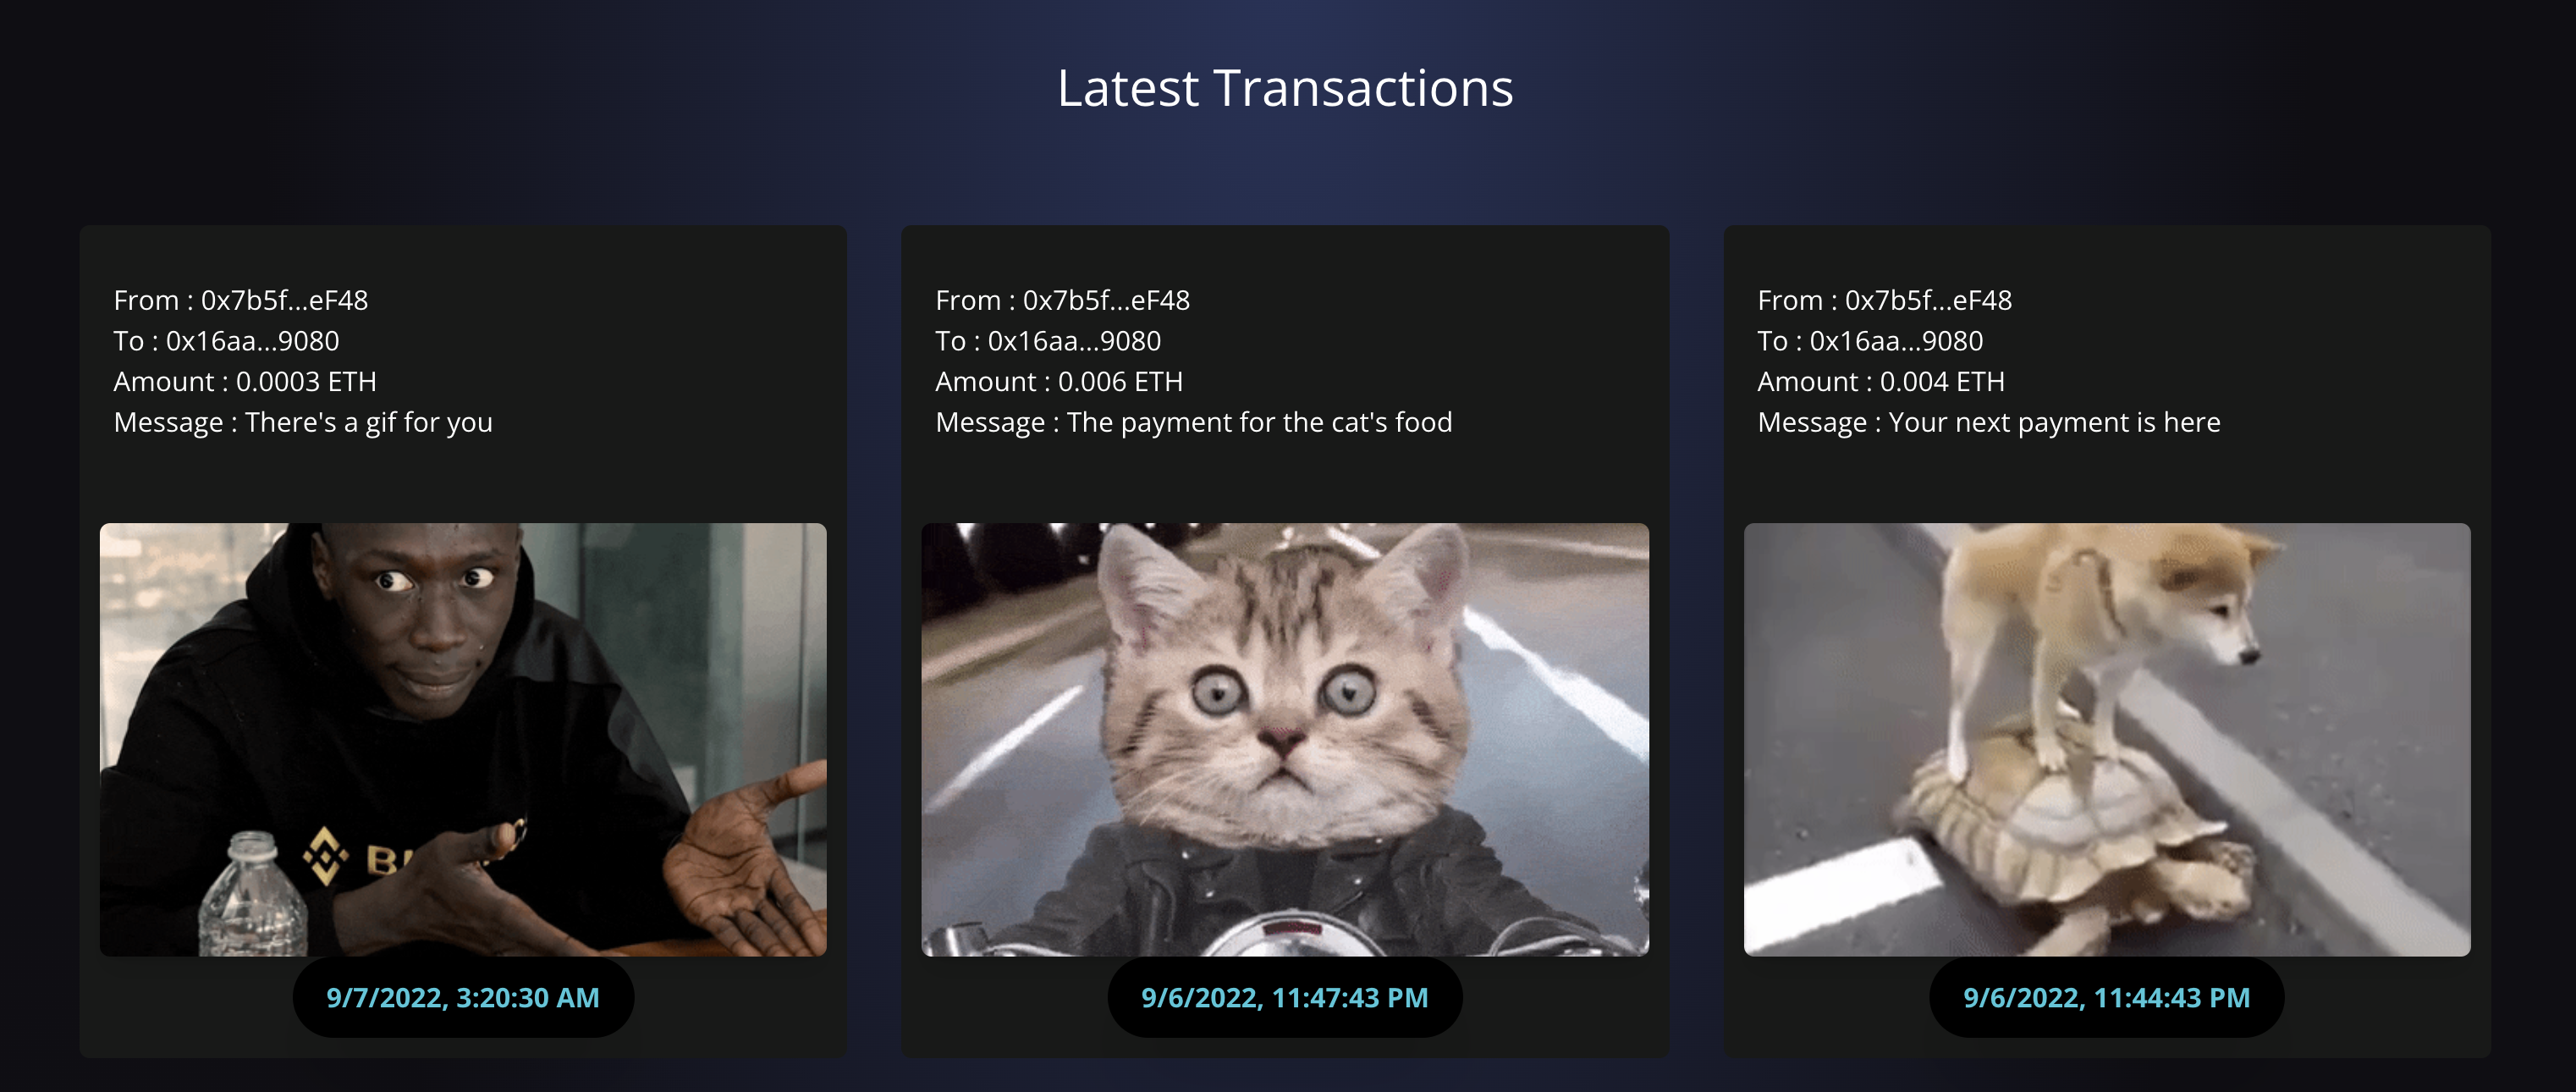 Latest Transactions
From : 0x7b5f...eF48
To : 0x16aa...9080
Amount : 0.0003 ETH
Message : There's a gif for you
9/7/2022, 3:20:30 AM
From : 0x7b5f...eF48
To : 0x16aa...9080
Amount : 0.006 ETH
Message : The payment for the cat's food
9/6/2022, 11:47:43 PM
From : 0x7b5f...eF48
To : 0x16aa...9080
Amount : 0.004 ETH
Message : Your next payment is here
9/6/2022, 11:44:43 PM